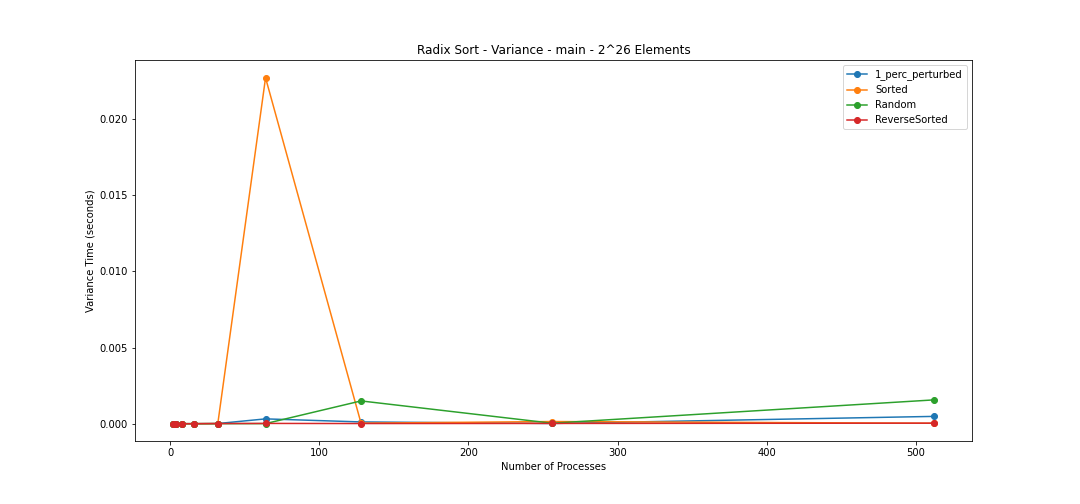 Radix Sort - Variance - main - 2^26 Elements
1_perc_perturbed
Sorted
Random
ReverseSorted
Variance Time (seconds)
0.020
0.015
0.010
0.005
0.000
0 100 200 300 400 500
Number of Processes